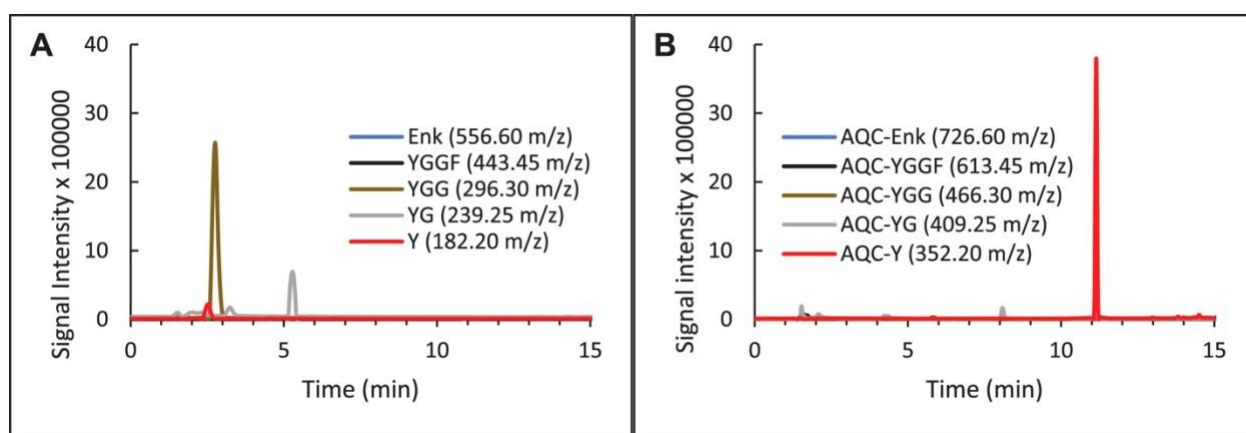 A
Signal Intensity x 100000
40
30
20
10
0
Enk (556.60 m/z)
YGGF (443.45 m/z)
YGG (296.30 m/z)
YG (239.25 m/z)
Y (182.20 m/z)
0 5 10 15
Time (min)
B
Signal intensity x 100000
40
30
20
10
0
AQC-Enk (726.60 m/z)
AQC-YGGF (613.45 m/z)
AQC-YGG (466.30 m/z)
AQC-YG (409.25 m/z)
AQC-Y (352.20 m/z)
0 5 10 15
Time (min)